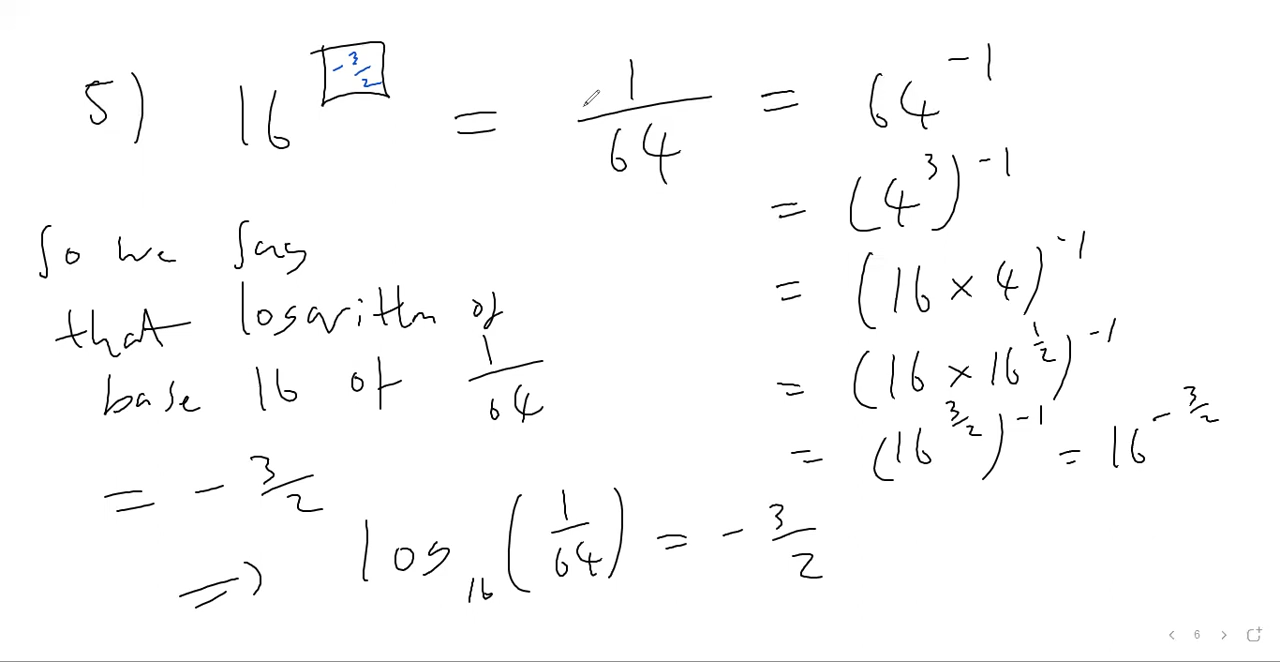 5) 16^[-3/2] = 1/64 = 64^-1
= (4^3)^-1
= (16 × 4)^-1
= (16 × 16^1/2)^-1
= (16^3/2)^-1 = 16^-3/2
So we say
that logarithm of
base 16 of 1/64
= -3/2
=> log_16 (1/64) = -3/2
< 6 >